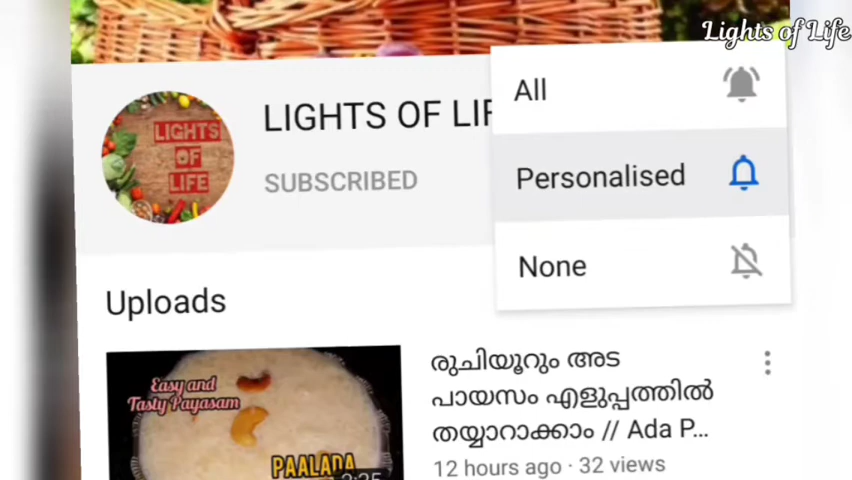 Lights of Life
All
LIGHTS OF LIF
LIGHTS
OF
LIFE
SUBSCRIBED
Personalised
None
Uploads
Easy and
Tasty Payasam
PAALADA
രുചിയൂറും അട
പായസം എളുപ്പത്തിൽ
തയ്യാറാക്കാം // Ada P...
12 hours ago · 32 views